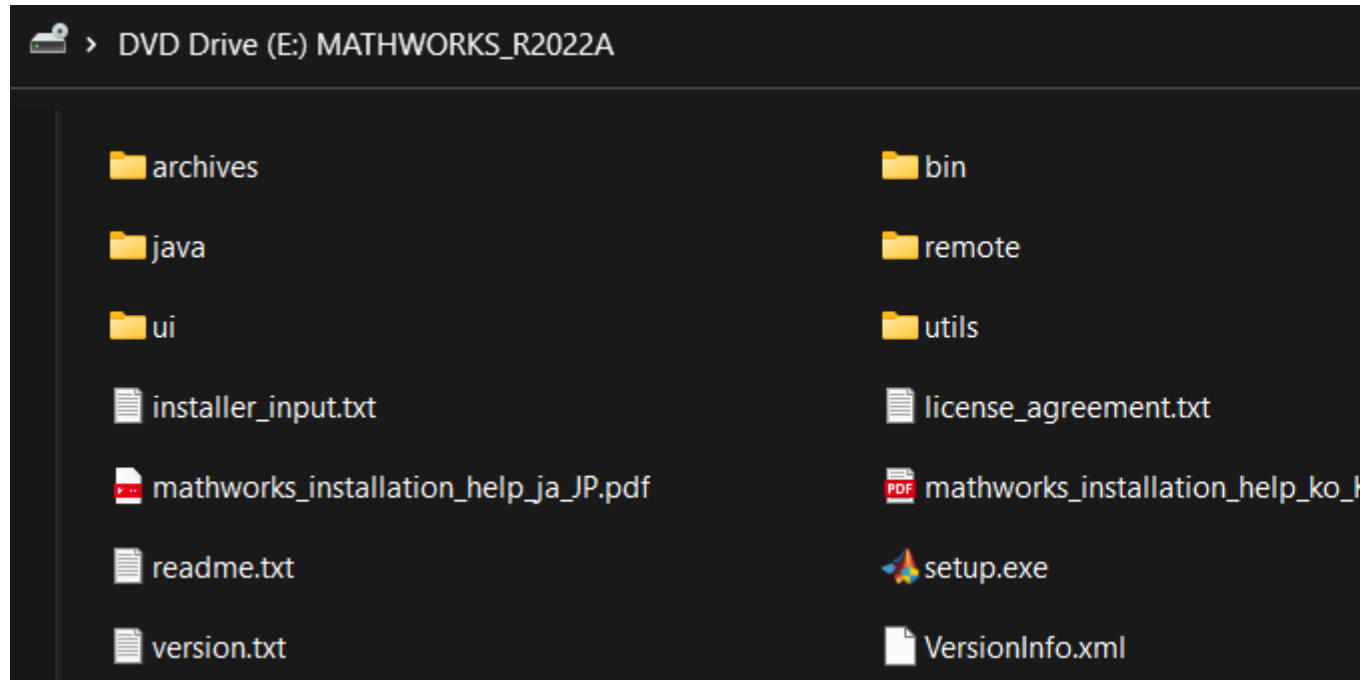 › DVD Drive (E:) MATHWORKS_R2022A
archives
bin
java
remote
ui
utils
installer_input.txt
license_agreement.txt
mathworks_installation_help_ja_JP.pdf
PDF
mathworks_installation_help_ko_
readme.txt
setup.exe
version.txt
VersionInfo.xml